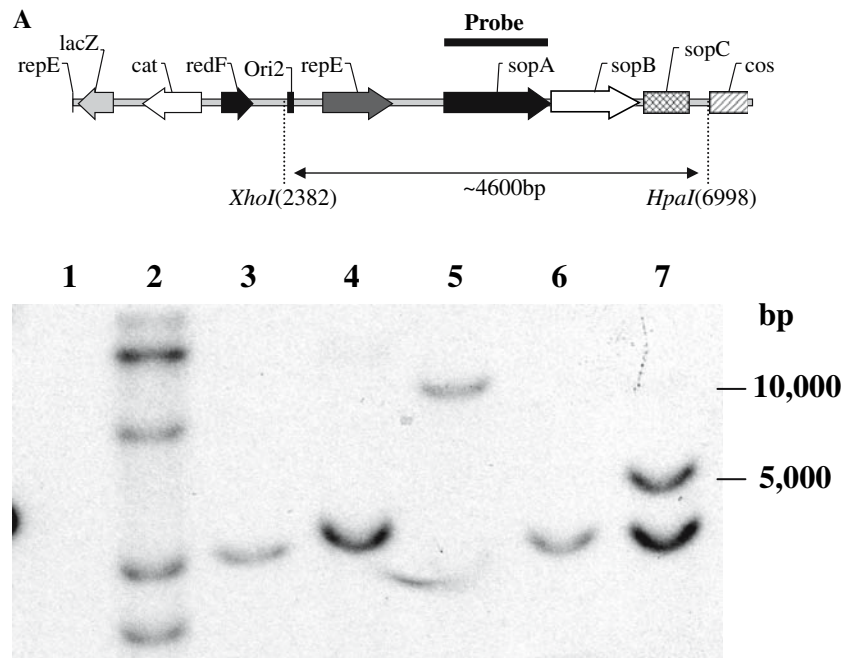 A
Probe
lacZ
repE
cat
redF
Ori2
repE
sopA
sopB
sopC
cos
~4600bp
XhoI(2382)
HpaI(6998)
1 2 3 4 5 6 7
bp
10,000
5,000